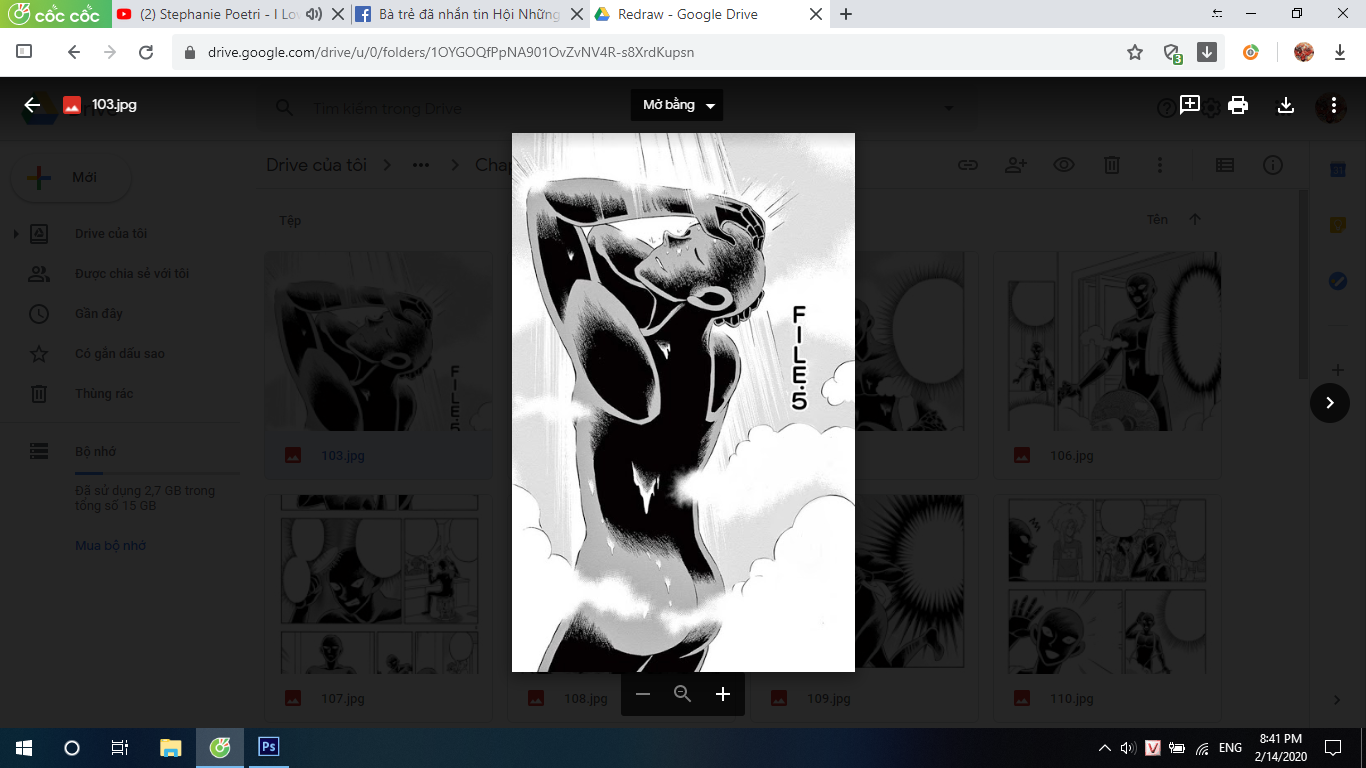 cốc cốc
(2) Stephanie Poetri - I Lov
Bà trẻ đã nhắn tin Hội Những
Redraw - Google Drive
drive.google.com/drive/u/0/folders/1OYGOQfPpNA901OvZvNV4R-s8XrdKupsn
3
103.jpg
Tìm kiếm trong Drive
Mở bằng
Mới
Drive của tôi
Được chia sẻ với tôi
Gần đây
Có gắn dấu sao
Thùng rác
Bộ nhớ
Đã sử dụng 2,7 GB trong
tổng số 15 GB
Mua bộ nhớ
Drive của tôi
Tệp
Tên
FILE.5
FILE.5
103.jpg
106.jpg
107.jpg
108.jpg
109.jpg
110.jpg
Ps
V
ENG
8:41 PM
2/14/2020